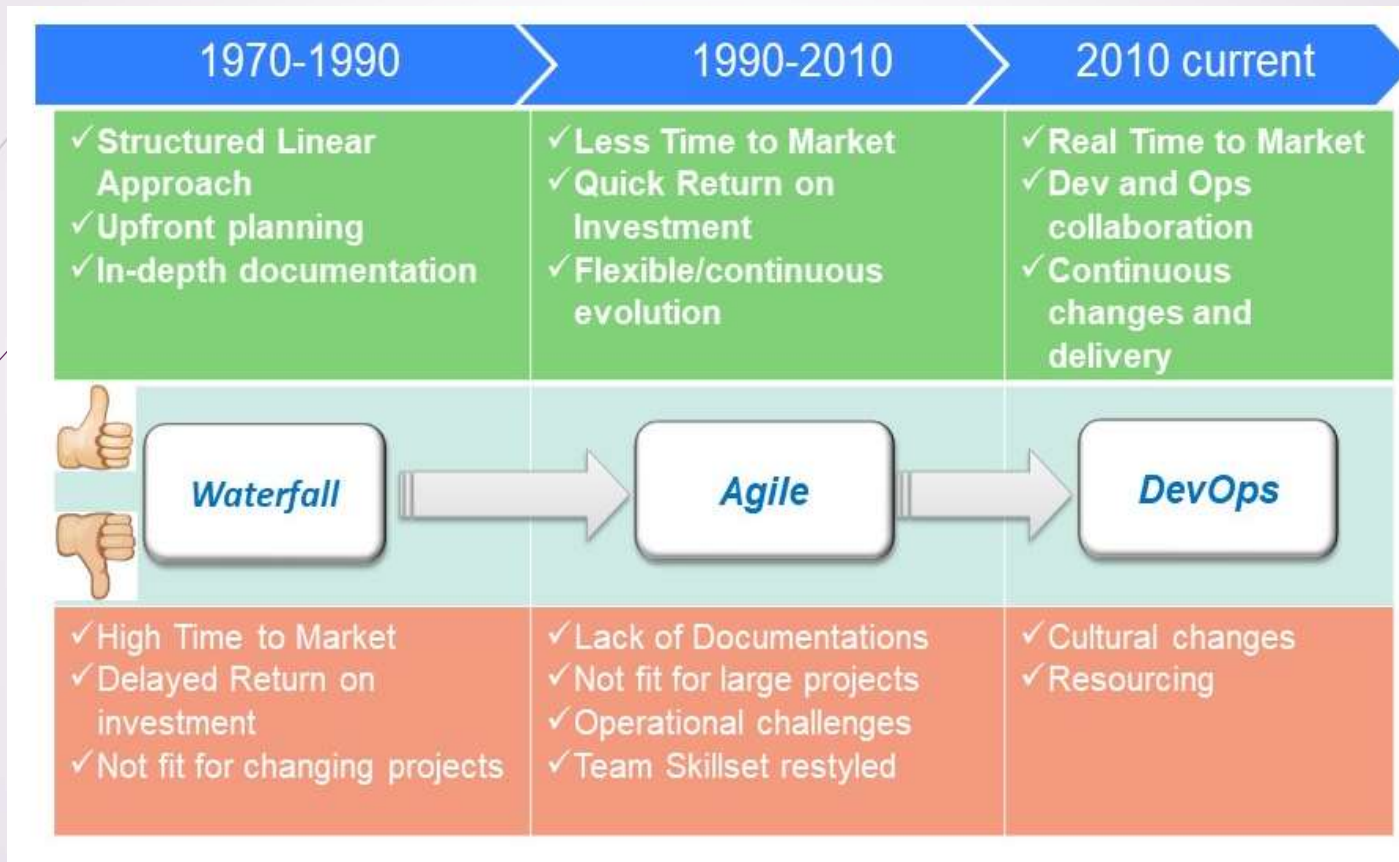 1970-1990
1990-2010
2010 current
✓Structured Linear
Approach
✓Upfront planning
✓In-depth documentation
✓Less Time to Market
✓Quick Return on
Investment
✓Flexible/continuous
evolution
✓Real Time to Market
✓Dev and Ops
collaboration
✓Continuous
changes and
delivery
Waterfall
Agile
DevOps
✓High Time to Market
✓Delayed Return on
investment
✓Not fit for changing projects
✓Lack of Documentations
✓Not fit for large projects
✓Operational challenges
✓Team Skillset restyled
✓Cultural changes
✓Resourcing